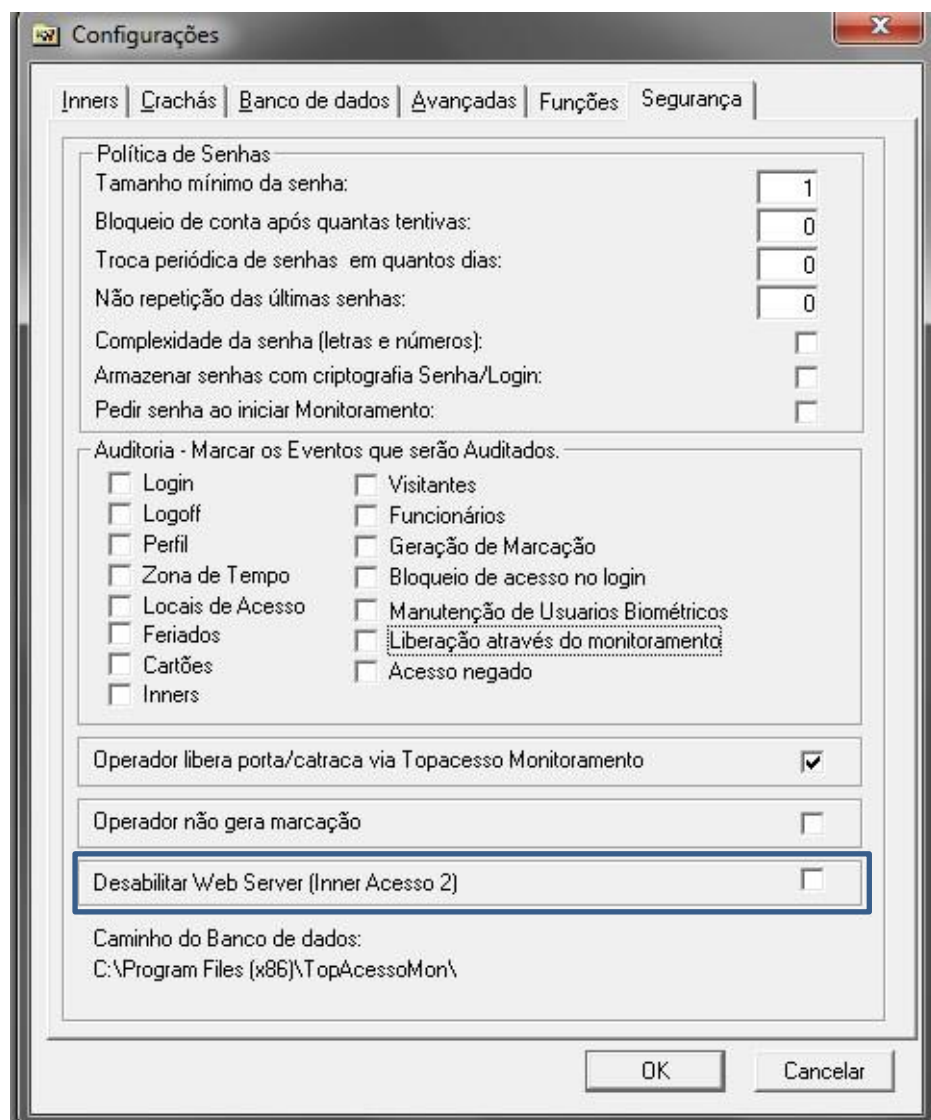 Configurações
Inners Crachás Banco de dados Avançadas Funções Segurança
Política de Senhas
Tamanho mínimo da senha: 1
Bloqueio de conta após quantas tentivas: 0
Troca periódica de senhas em quantos dias: 0
Não repetição das últimas senhas: 0
Complexidade da senha (letras e números):
Armazenar senhas com criptografia Senha/Login:
Pedir senha ao iniciar Monitoramento:
Auditoria - Marcar os Eventos que serão Auditados.
Login Visitantes
Logoff Funcionários
Perfil Geração de Marcação
Zona de Tempo Bloqueio de acesso no login
Locais de Acesso Manutenção de Usuarios Biométricos
Feriados Liberação através do monitoramento
Cartões Acesso negado
Inners
Operador libera porta/catraca via Topacesso Monitoramento
Operador não gera marcação
Desabilitar Web Server (Inner Acesso 2)
Caminho do Banco de dados:
C:\Program Files (x86)\TopAcessoMon\
OK Cancelar